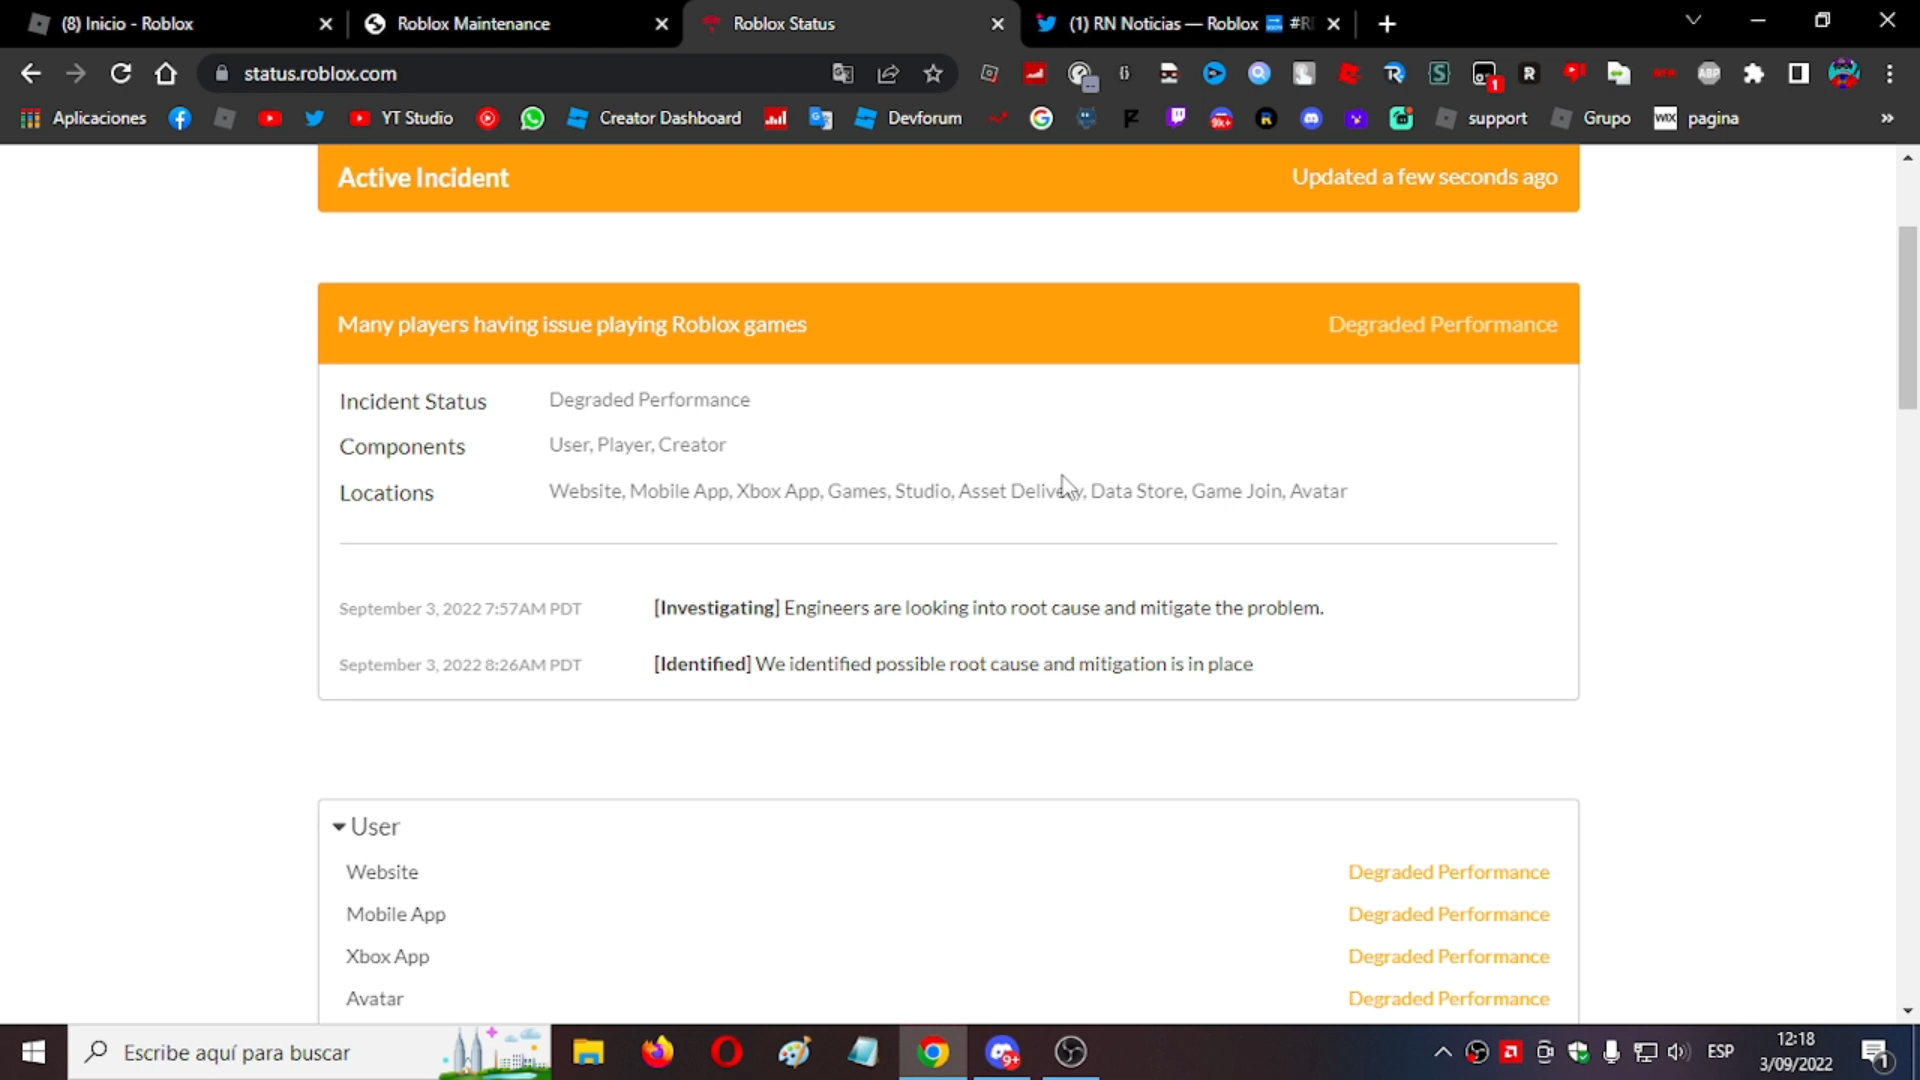 (8) Inicio - Roblox
Roblox Maintenance
Roblox Status
(1) RN Noticias — Roblox
status.roblox.com
1
Aplicaciones
YT Studio
Creator Dashboard
Devforum
9K+
support
Grupo
WIX pagina
Active Incident
Updated a few seconds ago
Many players having issue playing Roblox games
Degraded Performance
Incident Status
Degraded Performance
Components
User, Player, Creator
Locations
Website, Mobile App, Xbox App, Games, Studio, Asset Delivery, Data Store, Game Join, Avatar
September 3, 2022 7:57AM PDT
[Investigating] Engineers are looking into root cause and mitigate the problem.
September 3, 2022 8:26AM PDT
[Identified] We identified possible root cause and mitigation is in place
User
Website
Degraded Performance
Mobile App
Degraded Performance
Xbox App
Degraded Performance
Avatar
Degraded Performance
Escribe aquí para buscar
9+
ESP
12:18
3/09/2022
1